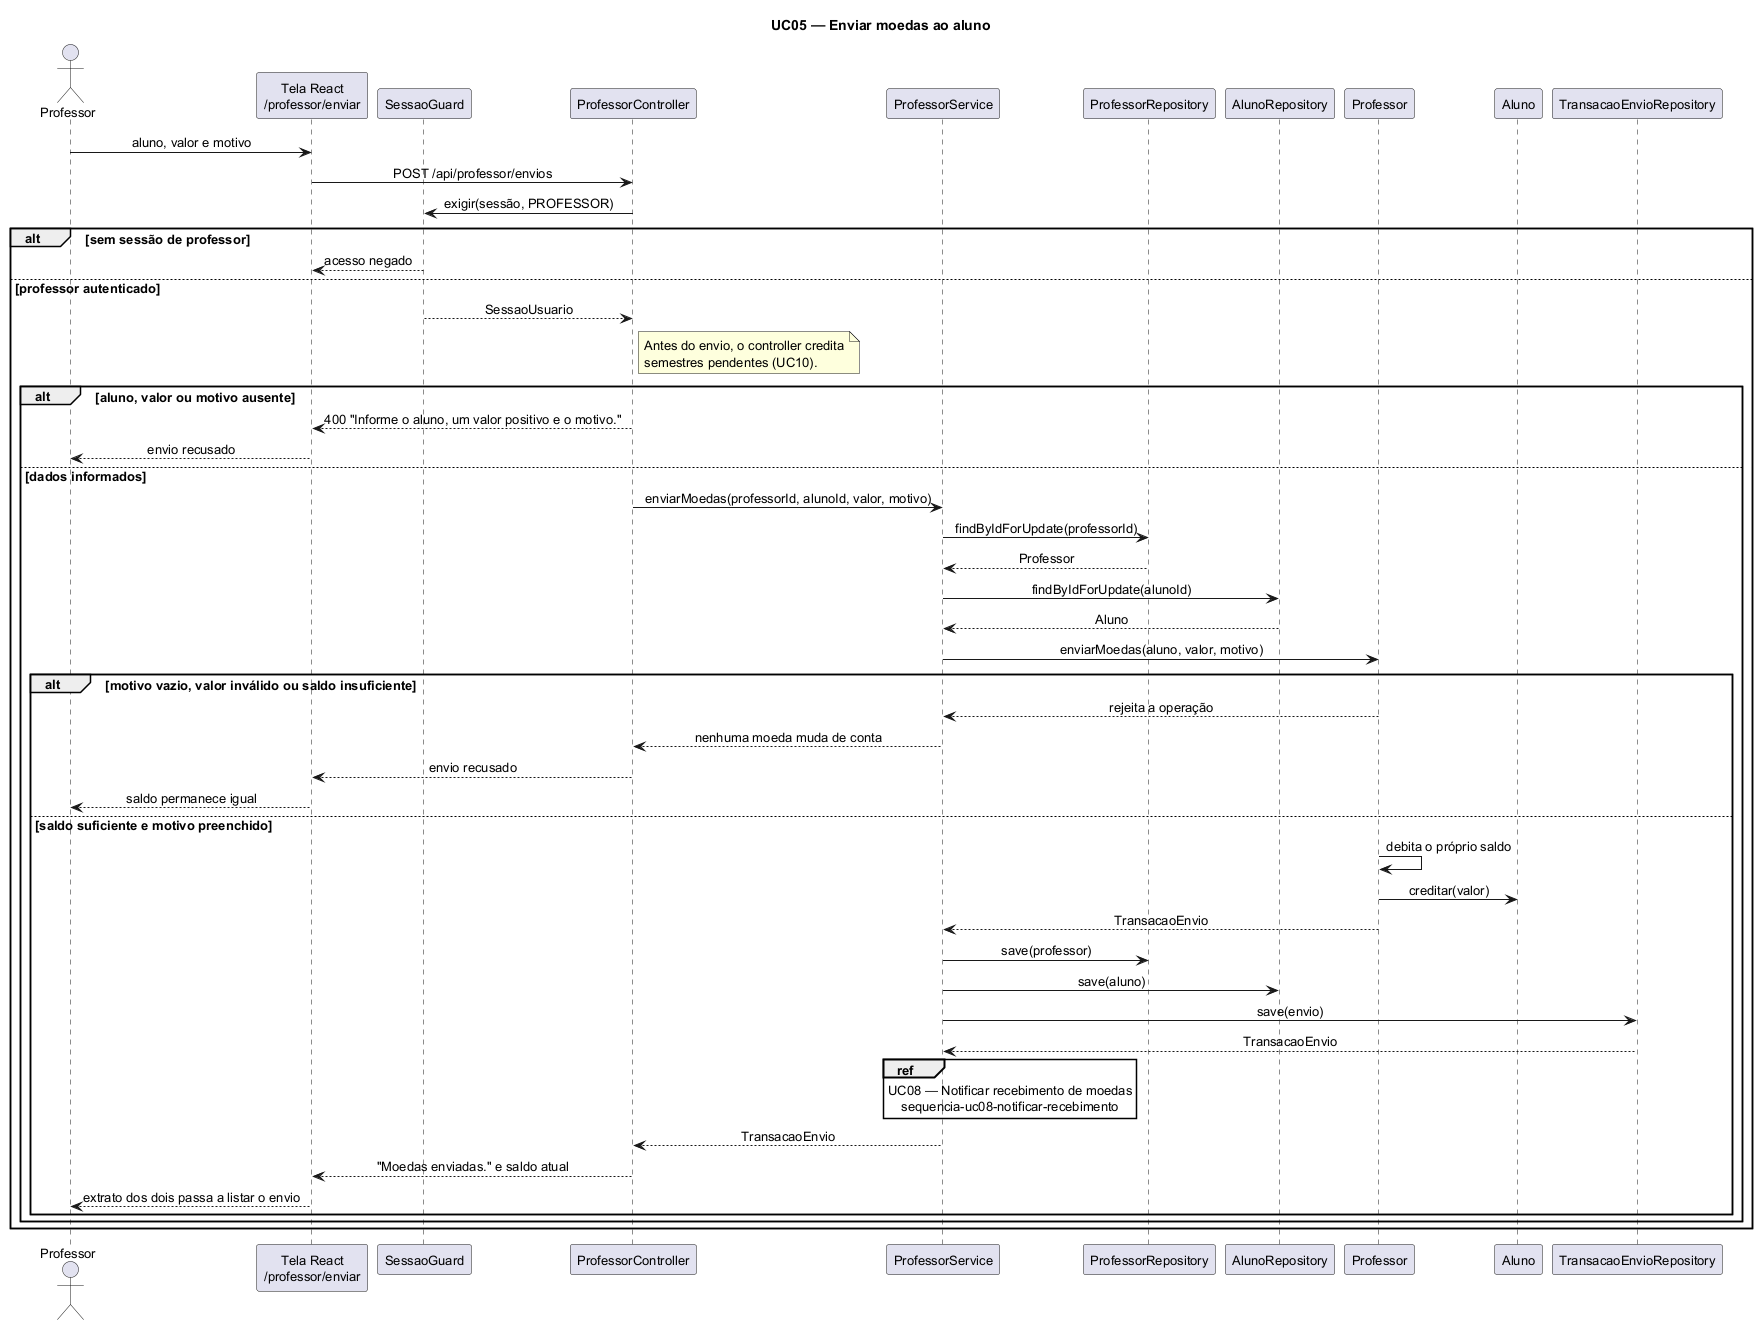 UC05 — Enviar moedas ao aluno
Professor
Tela React
/professor/enviar
SessaoGuard
ProfessorController
ProfessorService
ProfessorRepository
AlunoRepository
Professor
Aluno
TransacaoEnvioRepository
aluno, valor e motivo
POST /api/professor/envios
exigir(sessão, PROFESSOR)
alt
[sem sessão de professor]
acesso negado
[professor autenticado]
SessaoUsuario
Antes do envio, o controller credita
semestres pendentes (UC10).
alt
[aluno, valor ou motivo ausente]
400 "Informe o aluno, um valor positivo e o motivo."
envio recusado
[dados informados]
enviarMoedas(professorId, alunoId, valor, motivo)
findByIdForUpdate(professorId)
Professor
findByIdForUpdate(alunoId)
Aluno
enviarMoedas(aluno, valor, motivo)
alt
[motivo vazio, valor inválido ou saldo insuficiente]
rejeita a operação
nenhuma moeda muda de conta
envio recusado
saldo permanece igual
[saldo suficiente e motivo preenchido]
debita o próprio saldo
creditar(valor)
TransacaoEnvio
save(professor)
save(aluno)
save(envio)
TransacaoEnvio
ref
UC08 — Notificar recebimento de moedas
sequencia-uc08-notificar-recebimento
TransacaoEnvio
"Moedas enviadas." e saldo atual
extrato dos dois passa a listar o envio
Professor
Tela React
/professor/enviar
SessaoGuard
ProfessorController
ProfessorService
ProfessorRepository
AlunoRepository
Professor
Aluno
TransacaoEnvioRepository